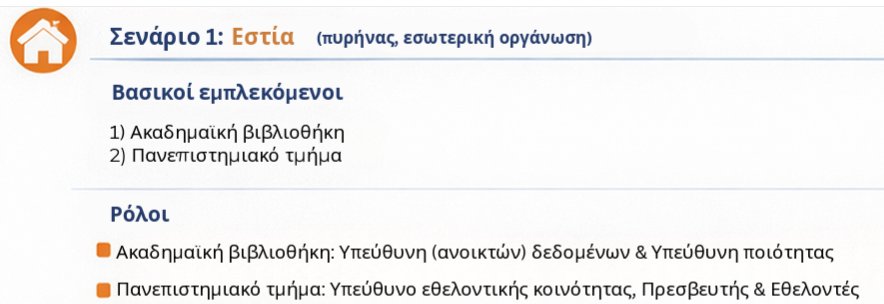 Σενάριο 1: Εστία (πυρήνας, εσωτερική οργάνωση)
Βασικοί εμπλεκόμενοι
1) Ακαδημαϊκή βιβλιοθήκη
2) Πανεπιστημιακό τμήμα
Ρόλοι
Ακαδημαϊκή βιβλιοθήκη: Υπεύθυνη (ανοικτών) δεδομένων & Υπεύθυνη ποιότητας
Πανεπιστημιακό τμήμα: Υπεύθυνο εθελοντικής κοινότητας, Πρεσβευτής & Εθελοντές